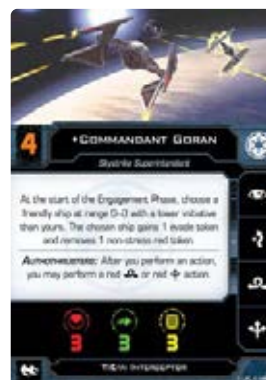 4
•COMMANDANT GORAN
Skystrike Superintendent
At the start of the Engagement Phase, choose a
friendly ship at range 0-3 with a lower initiative
than yours. The chosen ship gains 1 evade token
and removes 1 non-stress red token.
AUTOTHRUSTERS: After you perform an action,
you may perform a red or red action.
3 3 3
TIE/IN INTERCEPTOR